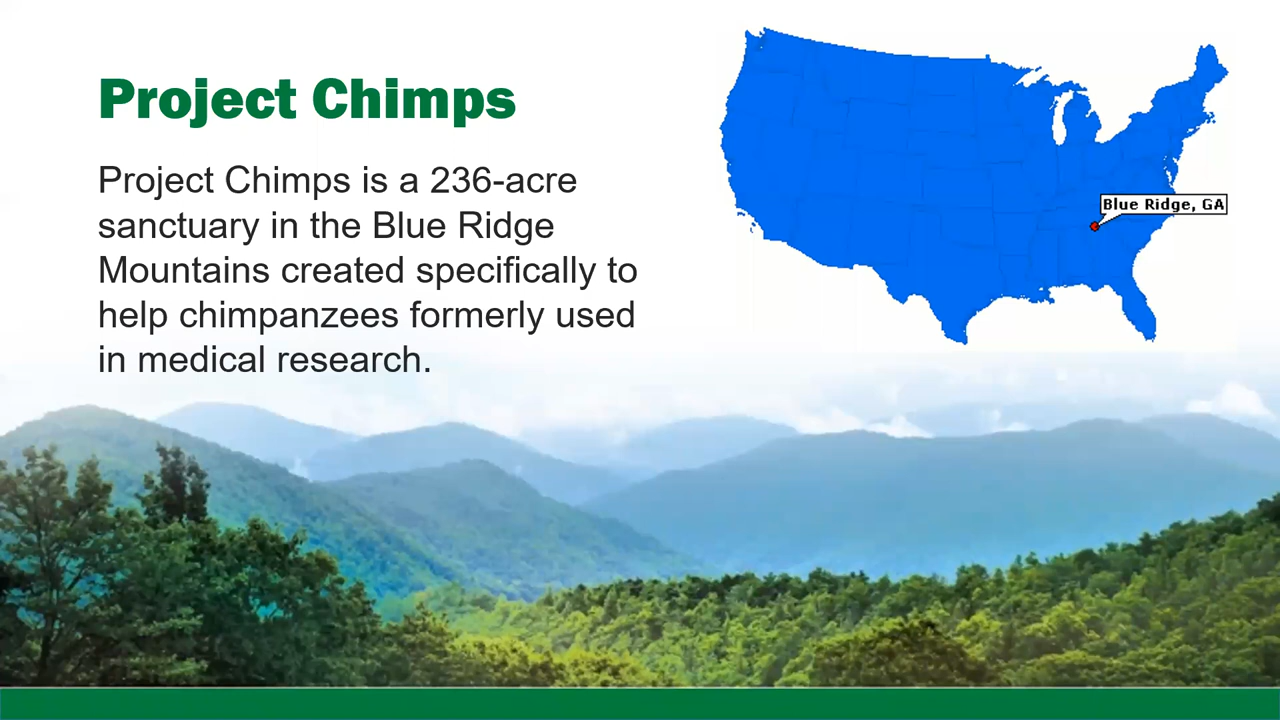 Project Chimps
Project Chimps is a 236-acre
sanctuary in the Blue Ridge
Mountains created specifically to
help chimpanzees formerly used
in medical research.
Blue Ridge, GA